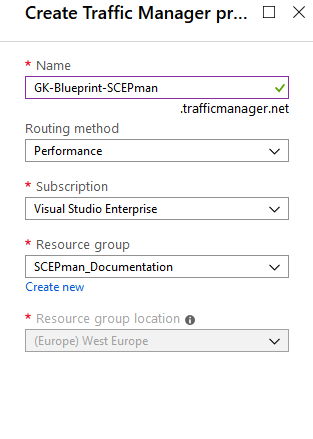 Create Traffic Manager pr...
* Name
GK-Blueprint-SCEPman
.trafficmanager.net
Routing method
Performance
* Subscription
Visual Studio Enterprise
* Resource group
SCEPman_Documentation
Create new
* Resource group location
(Europe) West Europe